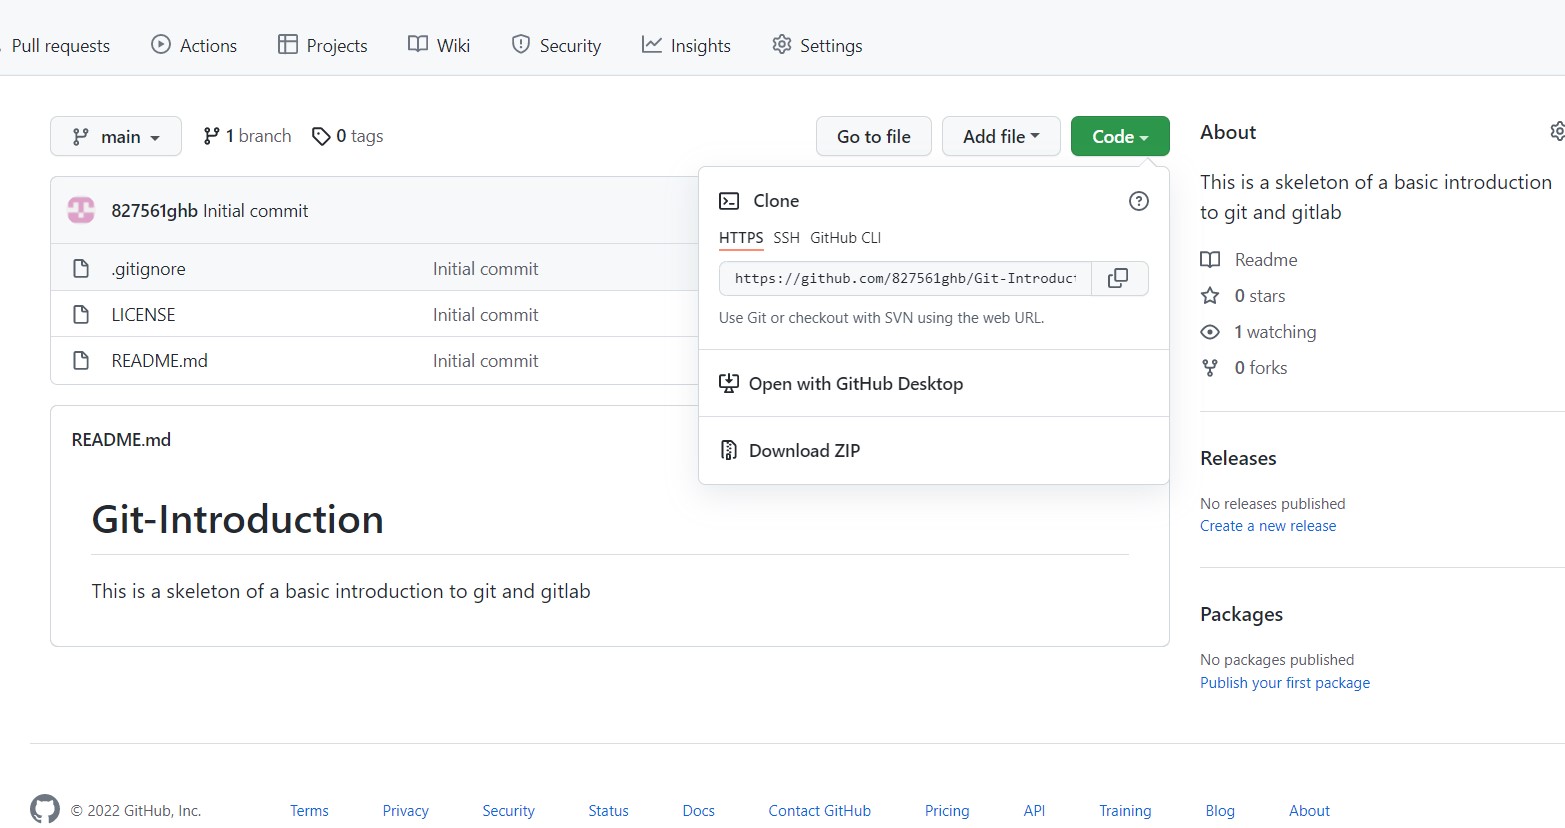 Pull requests Actions Projects Wiki Security Insights Settings
main 1 branch 0 tags Go to file Add file Code
827561ghb Initial commit
.gitignore Initial commit
LICENSE Initial commit
README.md Initial commit
Clone
HTTPS SSH GitHub CLI
https://github.com/827561ghb/Git-Introduct
Use Git or checkout with SVN using the web URL.
Open with GitHub Desktop
Download ZIP
README.md
Git-Introduction
This is a skeleton of a basic introduction to git and gitlab
About
This is a skeleton of a basic introduction
to git and gitlab
Readme
0 stars
1 watching
0 forks
Releases
No releases published
Create a new release
Packages
No packages published
Publish your first package
© 2022 GitHub, Inc. Terms Privacy Security Status Docs Contact GitHub Pricing API Training Blog About